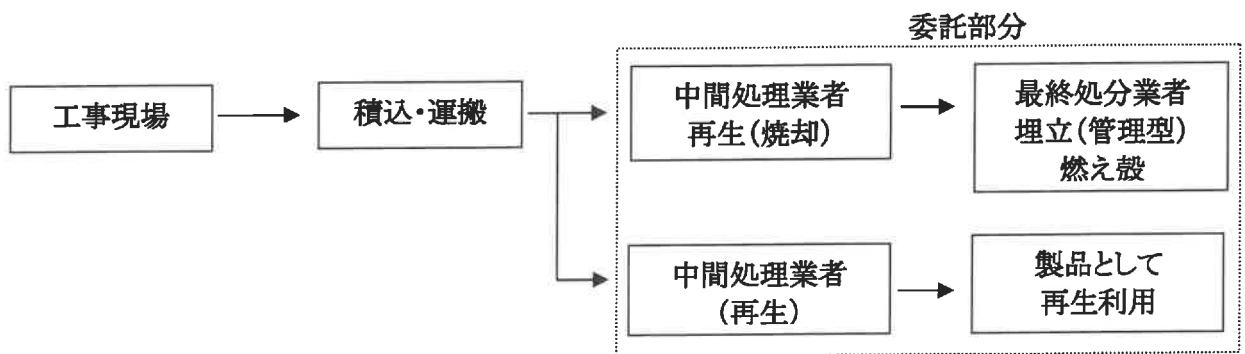 委託部分
工事現場
積込・運搬
中間処理業者
再生(焼却)
最終処分業者
埋立(管理型)
燃え殻
中間処理業者
(再生)
製品として
再生利用